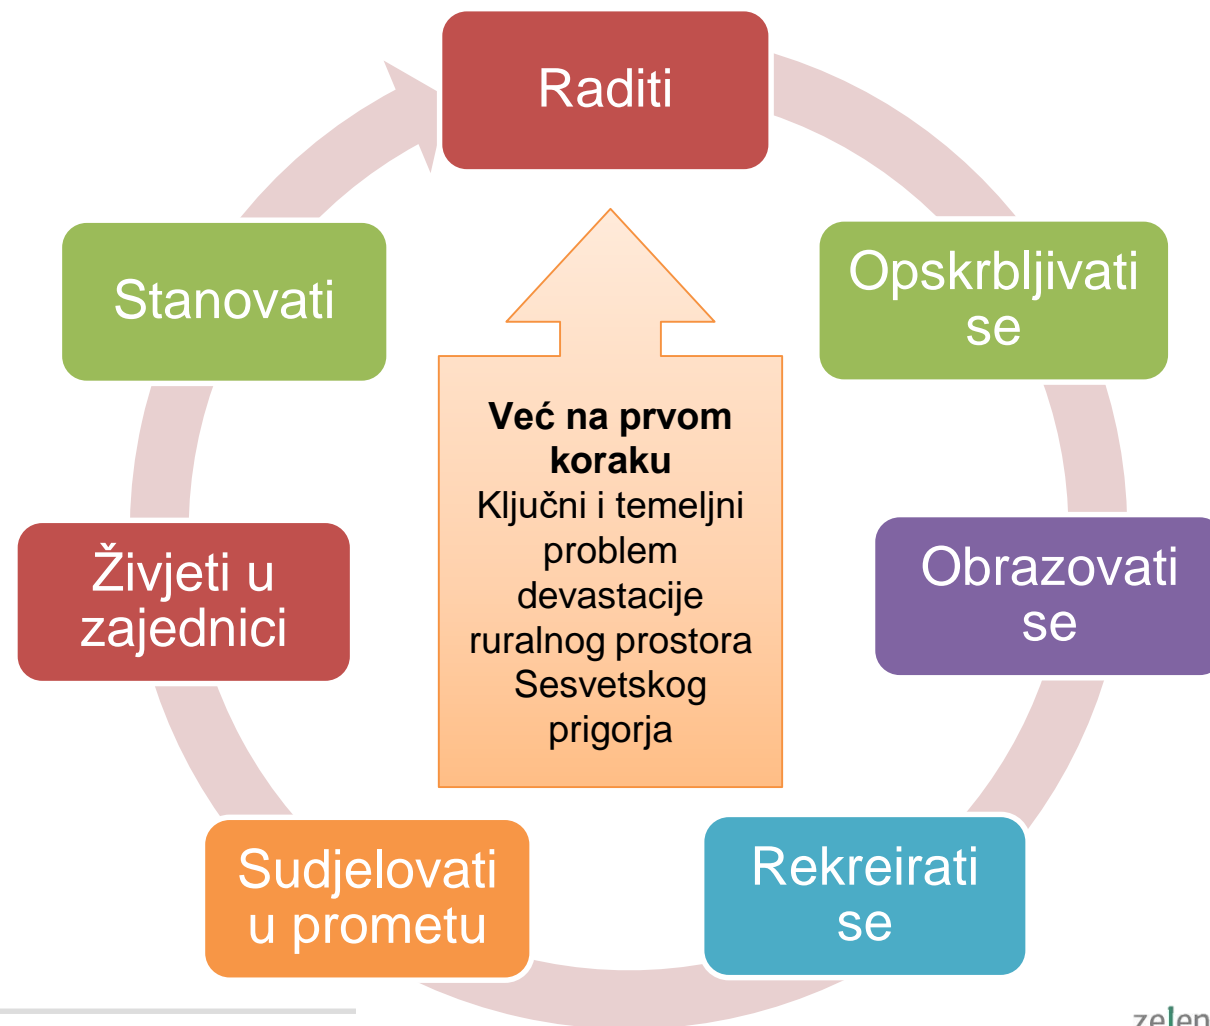 Raditi
Opskrbljivati
se
Obrazovati
se
Rekreirati
se
Sudjelovati
u prometu
Živjeti u
zajednici
Stanovati
Već na prvom
koraku
Ključni i temeljni
problem
devastacije
ruralnog prostora
Sesvetskog
prigorja
zelen